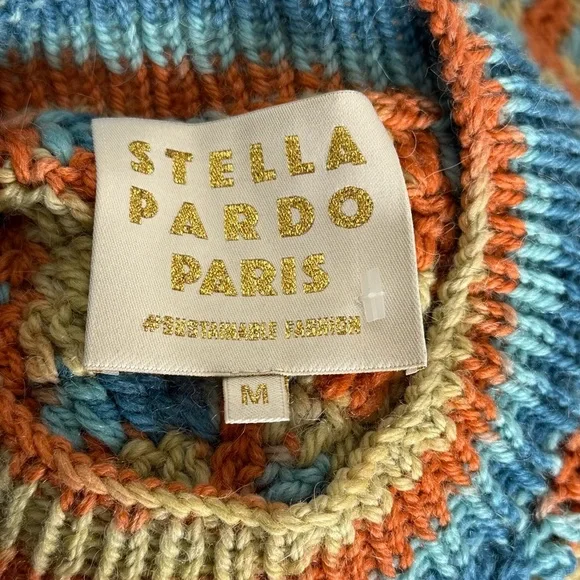 STELLA
PARDO
PARIS
#SUSTAINABLE FASHION
M